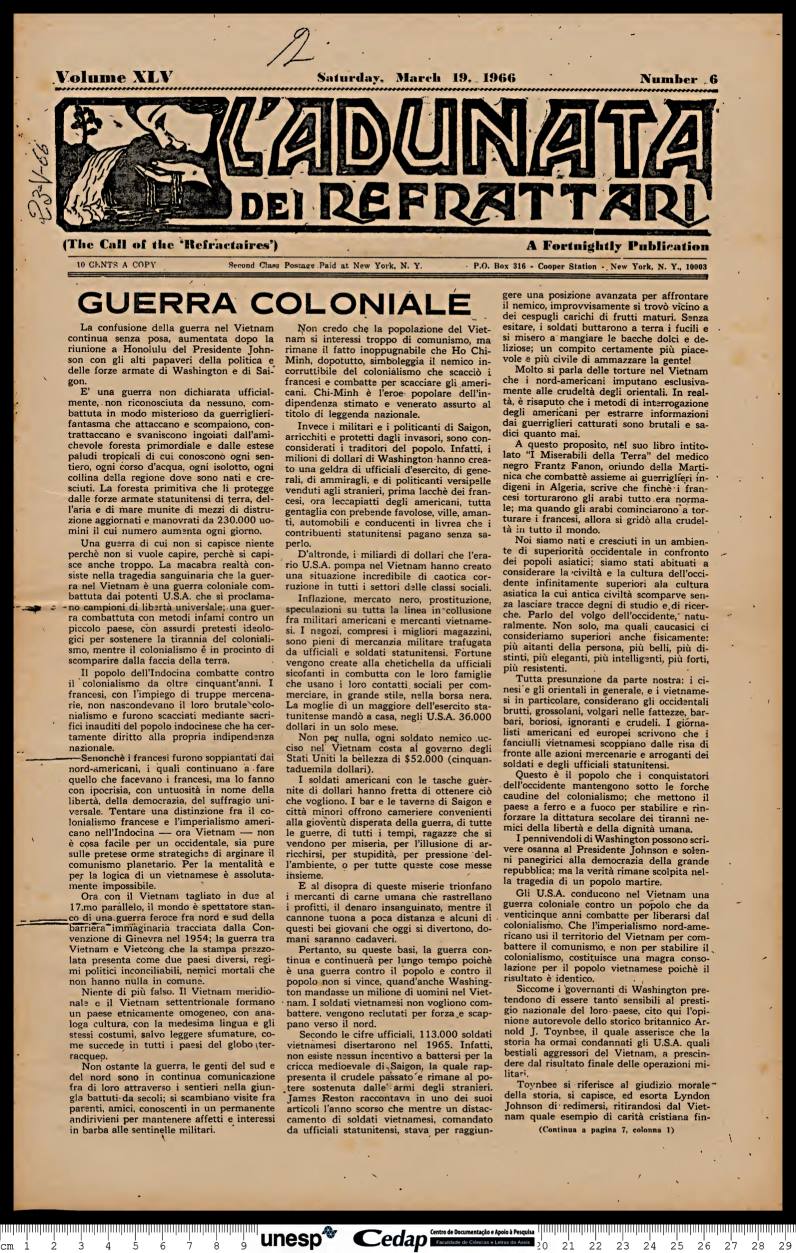 2
Volume XLV Saturday, March 19, 1966 Number 6
23-V-66
L'ADUNATA
DEI REFRATTARI
(The Call of the 'Refractaires') A Fortnightly Publication
10 CENTS A COPY Second Class Postage Paid at New York, N. Y. P.O. Box 316 - Cooper Station - New York, N. Y., 10003
GUERRA COLONIALE
La confusione della guerra nel Vietnam
continua senza posa, aumentata dopo la
riunione a Honolulu del Presidente John-
son con gli alti papaveri della politica e
delle forze armate di Washington e di Sai-
gon.
E' una guerra non dichiarata ufficial-
mente, non riconosciuta da nessuno, com-
battuta in modo misterioso da guerriglieri-
fantasma che attaccano e scompaiono, con-
trattaccano e svaniscono ingoiati dall'ami-
chevole foresta primordiale e dalle estese
paludi tropicali di cui conoscono ogni sen-
tiero, ogni corso d'acqua, ogni isolotto, ogni
collina della regione dove sono nati e cre-
sciuti. La foresta primitiva che li protegge
dalle forze armate statunitensi di terra, del-
l'aria e di mare munite di mezzi di distru-
zione aggiornati e manovrati da 230.000 uo-
mini il cui numero aumenta ogni giorno.
Una guerra di cui non si capisce niente
perchè non si vuole capire, perchè si capi-
sce anche troppo. La macabra realtà con-
siste nella tragedia sanguinaria che la guer-
ra nel Vietnam è una guerra coloniale com-
battuta dai potenti U.S.A. che si proclama-
no campioni di libertà universale; una guer-
ra combattuta con metodi infami contro un
piccolo paese, con assurdi pretesti ideolo-
gici per sostenere la tirannia del coloniali-
smo, mentre il colonialismo è in procinto di
scomparire dalla faccia della terra.
Il popolo dell'Indocina combatte contro
il colonialismo da oltre cinquant'anni. I
francesi, con l'impiego di truppe mercena-
rie, non nascondevano il loro brutale colo-
nialismo e furono scacciati mediante sacri-
fici inauditi del popolo indocinese che ha cer-
tamente diritto alla propria indipendenza
nazionale.
Senonchè i francesi furono soppiantati dai
nord-americani, i quali continuano a fare
quello che facevano i francesi, ma lo fanno
con ipocrisia, con untuosità in nome della
libertà, della democrazia, del suffragio uni-
versale. Tentare una distinzione fra il co-
lonialismo francese e l'imperialismo ameri-
cano nell'Indocina — ora Vietnam — non
è cosa facile per un occidentale, sia pure
sulle pretese orme strategiche di arginare il
comunismo planetario. Per la mentalità e
per la logica di un vietnamese è assoluta-
mente impossibile.
Ora con il Vietnam tagliato in due al
17.mo parallelo, il mondo è spettatore stan-
co di una guerra feroce fra nord e sud della
barriera immaginaria tracciata dalla Con-
venzione di Ginevra nel 1954; la guerra tra
Vietnam e Vietcong che la stampa prezzo-
lata presenta come due paesi diversi, regi-
mi politici inconciliabili, nemici mortali che
non hanno nulla in comune.
Niente di più falso. Il Vietnam meridio-
nale e il Vietnam settentrionale formano
un paese etnicamente omogeneo, con ana-
loga cultura, con la medesima lingua e gli
stessi costumi, salvo leggere sfumature, co-
me succede in tutti i paesi del globo ter-
racqueo.
Non ostante la guerra, le genti del sud e
del nord sono in continua comunicazione
fra di loro attraverso i sentieri nella giun-
gla battuti da secoli; si scambiano visite fra
parenti, amici, conoscenti in un permanente
andirivieni per mantenere affetti e interessi
in barba alle sentinelle militari.
Non credo che la popolazione del Viet-
nam si interessi troppo di comunismo, ma
rimane il fatto inoppugnabile che Ho Chi-
Minh, dopotutto, simboleggia il nemico in-
corruttibile del colonialismo che scacciò i
francesi e combatte per scacciare gli ameri-
cani. Chi-Minh è l'eroe popolare dell'in-
dipendenza stimato e venerato assurto al
titolo di leggenda nazionale.
Invece i militari e i politicanti di Saigon,
arricchiti e protetti dagli invasori, sono con-
considerati i traditori del popolo. Infatti, i
milioni di dollari di Washington hanno crea-
to una geldra di ufficiali d'esercito, di gene-
rali, di ammiragli, e di politicanti versipelle
venduti agli stranieri, prima lacchè dei fran-
cesi, ora leccapiatti degli americani, tutta
gentaglia con prebende favolose, ville, aman-
ti, automobili e conducenti in livrea che i
contribuenti statunitensi pagano senza sa-
perlo.
D'altronde, i miliardi di dollari che l'era-
rio U.S.A. pompa nel Vietnam hanno creato
una situazione incredibile di caotica cor-
ruzione in tutti i settori delle classi sociali.
Inflazione, mercato nero, prostituzione,
speculazioni su tutta la linea in collusione
fra militari americani e mercanti vietname-
si. I negozi, compresi i migliori magazzini,
sono pieni di mercanzia militare trafugata
da ufficiali e soldati statunitensi. Fortune
vengono create alla chetichella da ufficiali
sicofanti in combutta con le loro famiglie
che usano i loro contatti sociali per com-
merciare, in grande stile, nella borsa nera.
La moglie di un maggiore dell'esercito sta-
tunitense mandò a casa, negli U.S.A. 36.000
dollari in un solo mese.
Non per nulla, ogni soldato nemico uc-
ciso nel Vietnam costa al governo degli
Stati Uniti la bellezza di $52.000 (cinquan-
taduemila dollari).
I soldati americani con le tasche guer-
nite di dollari hanno fretta di ottenere ciò
che vogliono. I bar e le taverne di Saigon e
città minori offrono cameriere convenienti
alla gioventù disperata della guerra, di tutte
le guerre, di tutti i tempi, ragazze che si
vendono per miseria, per l'illusione di ar-
ricchirsi, per stupidità, per pressione del-
l'ambiente, o per tutte queste cose messe
insieme.
E al disopra di queste miserie trionfano
i mercanti di carne umana che rastrellano
i profitti, il denaro insanguinato, mentre il
cannone tuona a poca distanza e alcuni di
questi bei giovani che oggi si divertono, do-
mani saranno cadaveri.
Pertanto, su queste basi, la guerra con-
tinua e continuerà per lungo tempo poichè
è una guerra contro il popolo e contro il
popolo non si vince, quand'anche Washing-
ton mandasse un milione di uomini nel Viet-
nam. I soldati vietnamesi non vogliono com-
battere, vengono reclutati per forza e scap-
pano verso il nord.
Secondo le cifre ufficiali, 113.000 soldati
vietnamesi disertarono nel 1965. Infatti,
non esiste nessun incentivo a battersi per la
cricca medioevale di Saigon, la quale rap-
presenta il crudele passato e rimane al po-
tere sostenuta dalle armi degli stranieri.
James Reston raccontava in uno dei suoi
articoli l'anno scorso che mentre un distac-
camento di soldati vietnamesi, comandato
da ufficiali statunitensi, stava per raggiun-
gere una posizione avanzata per affrontare
il nemico, improvvisamente si trovò vicino a
dei cespugli carichi di frutti maturi. Senza
esitare, i soldati buttarono a terra i fucili e
si misero a mangiare le bacche dolci e de-
liziose; un compito certamente più piace-
vole e più civile di ammazzare la gente!
Molto si parla delle torture nel Vietnam
che i nord-americani imputano esclusiva-
mente alle crudeltà degli orientali. In real-
tà, è risaputo che i metodi di interrogazione
degli americani per estrarre informazioni
dai guerriglieri catturati sono brutali e sa-
dici quanto mai.
A questo proposito, nel suo libro intito-
lato "I Miserabili della Terra" del medico
negro Frantz Fanon, oriundo della Marti-
nica che combattè assieme ai guerriglieri in-
digeni in Algeria, scrive che finchè i fran-
cesi torturarono gli arabi tutto era norma-
le; ma quando gli arabi cominciarono a tor-
turare i francesi, allora si gridò alla crudel-
tà in tutto il mondo.
Noi siamo nati e cresciuti in un ambien-
te di superiorità occidentale in confronto
dei popoli asiatici; siamo stati abituati a
considerare la civiltà e la cultura dell'occi-
dente infinitamente superiori ala cultura
asiatica la cui antica civiltà scomparve sen-
za lasciare tracce degni di studio e di ricer-
che. Parlo del volgo dell'occidente, natu-
ralmente. Non solo, ma quali caucasici ci
consideriamo superiori anche fisicamente:
più aitanti della persona, più belli, più di-
stinti, più eleganti, più intelligenti, più forti,
più resistenti.
Tutta presunzione da parte nostra: i ci-
nesi e gli orientali in generale, e i vietname-
si in particolare, considerano gli occidentali
brutti, grossolani, volgari nelle fattezze, bar-
bari, boriosi, ignoranti e crudeli. I giorna-
listi americani ed europei scrivono che i
fanciulli vietnamesi scoppiano dalle risa di
fronte alle azioni mercenarie e arroganti dei
soldati e degli ufficiali statunitensi.
Questo è il popolo che i conquistatori
dell'occidente mantengono sotto le forche
caudine del colonialismo; che mettono il
paese a ferro e a fuoco per stabilire e rin-
forzare la dittatura secolare dei tiranni ne-
mici della libertà e della dignità umana.
I pennivendoli di Washington possono scri-
vere osanna al Presidente Johnson e solen-
ni panegirici alla democrazia della grande
repubblica: ma la verità rimane scolpita nel-
la tragedia di un popolo martire.
Gli U.S.A. conducono nel Vietnam una
guerra coloniale contro un popolo che da
venticinque anni combatte per liberarsi dal
colonialismo. Che l'imperialismo nord-ame-
ricano usi il territorio del Vietnam per com-
battere il comunismo, e non per stabilire il
colonialismo, costituisce una magra conso-
lazione per il popolo vietnamese poichè il
risultato è identico.
Siccome i governanti di Washington pre-
tendono di essere tanto sensibili al presti-
gio nazionale del loro paese, cito qui l'opi-
nione autorevole dello storico britannico Ar-
nold J. Toynbee, il quale asserisce che la
storia ha ormai condannati gli U.S.A. quali
bestiali aggressori del Vietnam, a prescin-
dere dal risultato finale delle operazioni mi-
litari.
Toynbee si riferisce al giudizio morale
della storia, si capisce, ed esorta Lyndon
Johnson di redimersi, ritirandosi dal Viet-
nam quale esempio di carità cristiana fin-
(Continua a pagina 7, colonna 1)
cm 1 2 3 4 5 6 7 8 9 unesp Cedap Centro de Documentação e Apoio à Pesquisa 20 21 22 23 24 25 26 27 28 29
Faculdade de Ciências e Letras de Assis